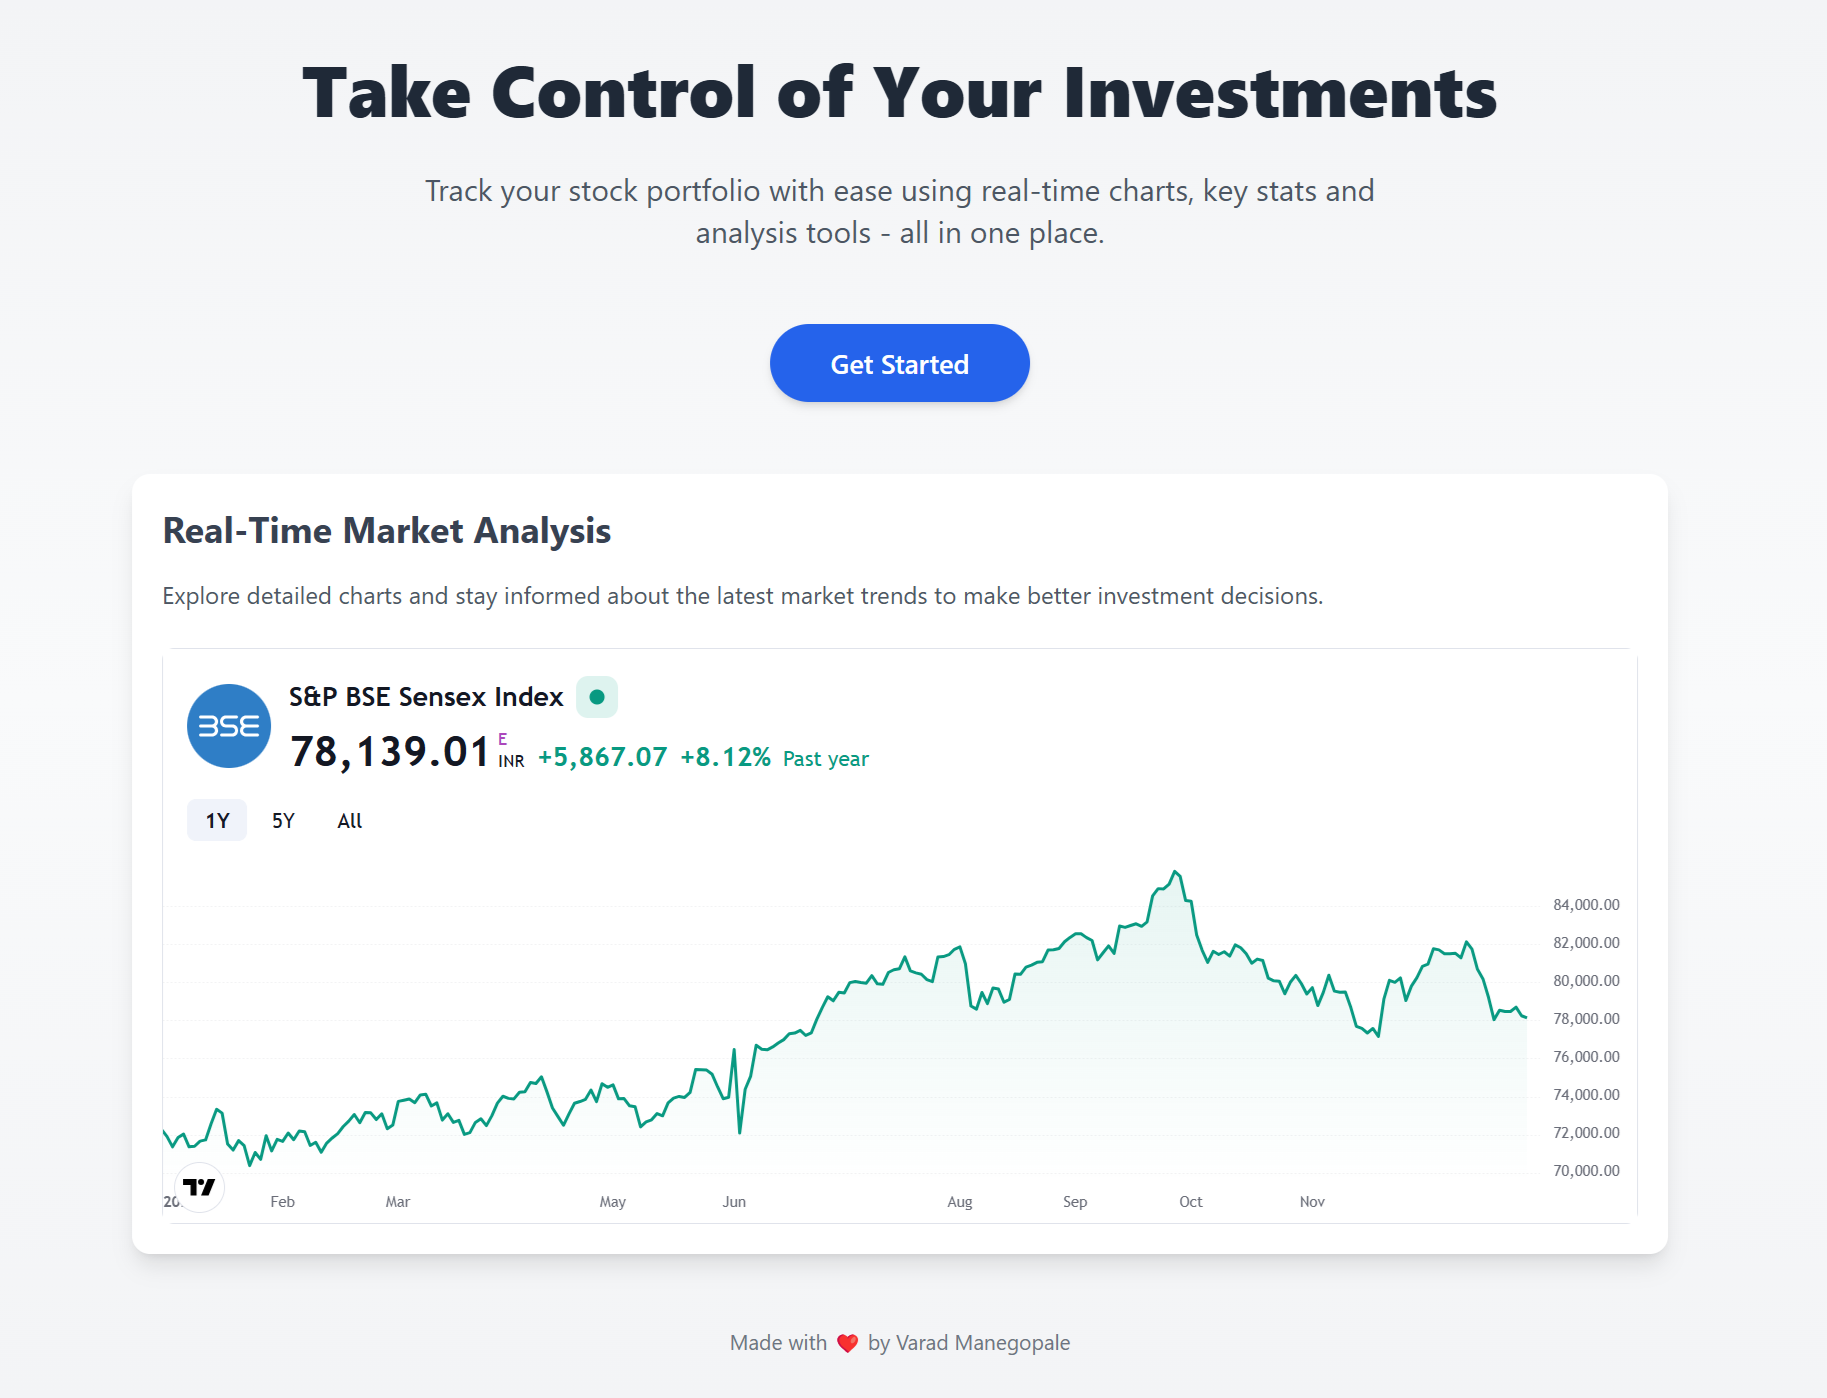 Take Control of Your Investments
Track your stock portfolio with ease using real-time charts, key stats and
analysis tools - all in one place.
Get Started
Real-Time Market Analysis
Explore detailed charts and stay informed about the latest market trends to make better investment decisions.
BSE
S&P BSE Sensex Index
78,139.01 E INR +5,867.07 +8.12% Past year
1Y 5Y All
84,000.00
82,000.00
80,000.00
78,000.00
76,000.00
74,000.00
72,000.00
70,000.00
Feb Mar May Jun Aug Sep Oct Nov
Made with ❤️ by Varad Manegopale